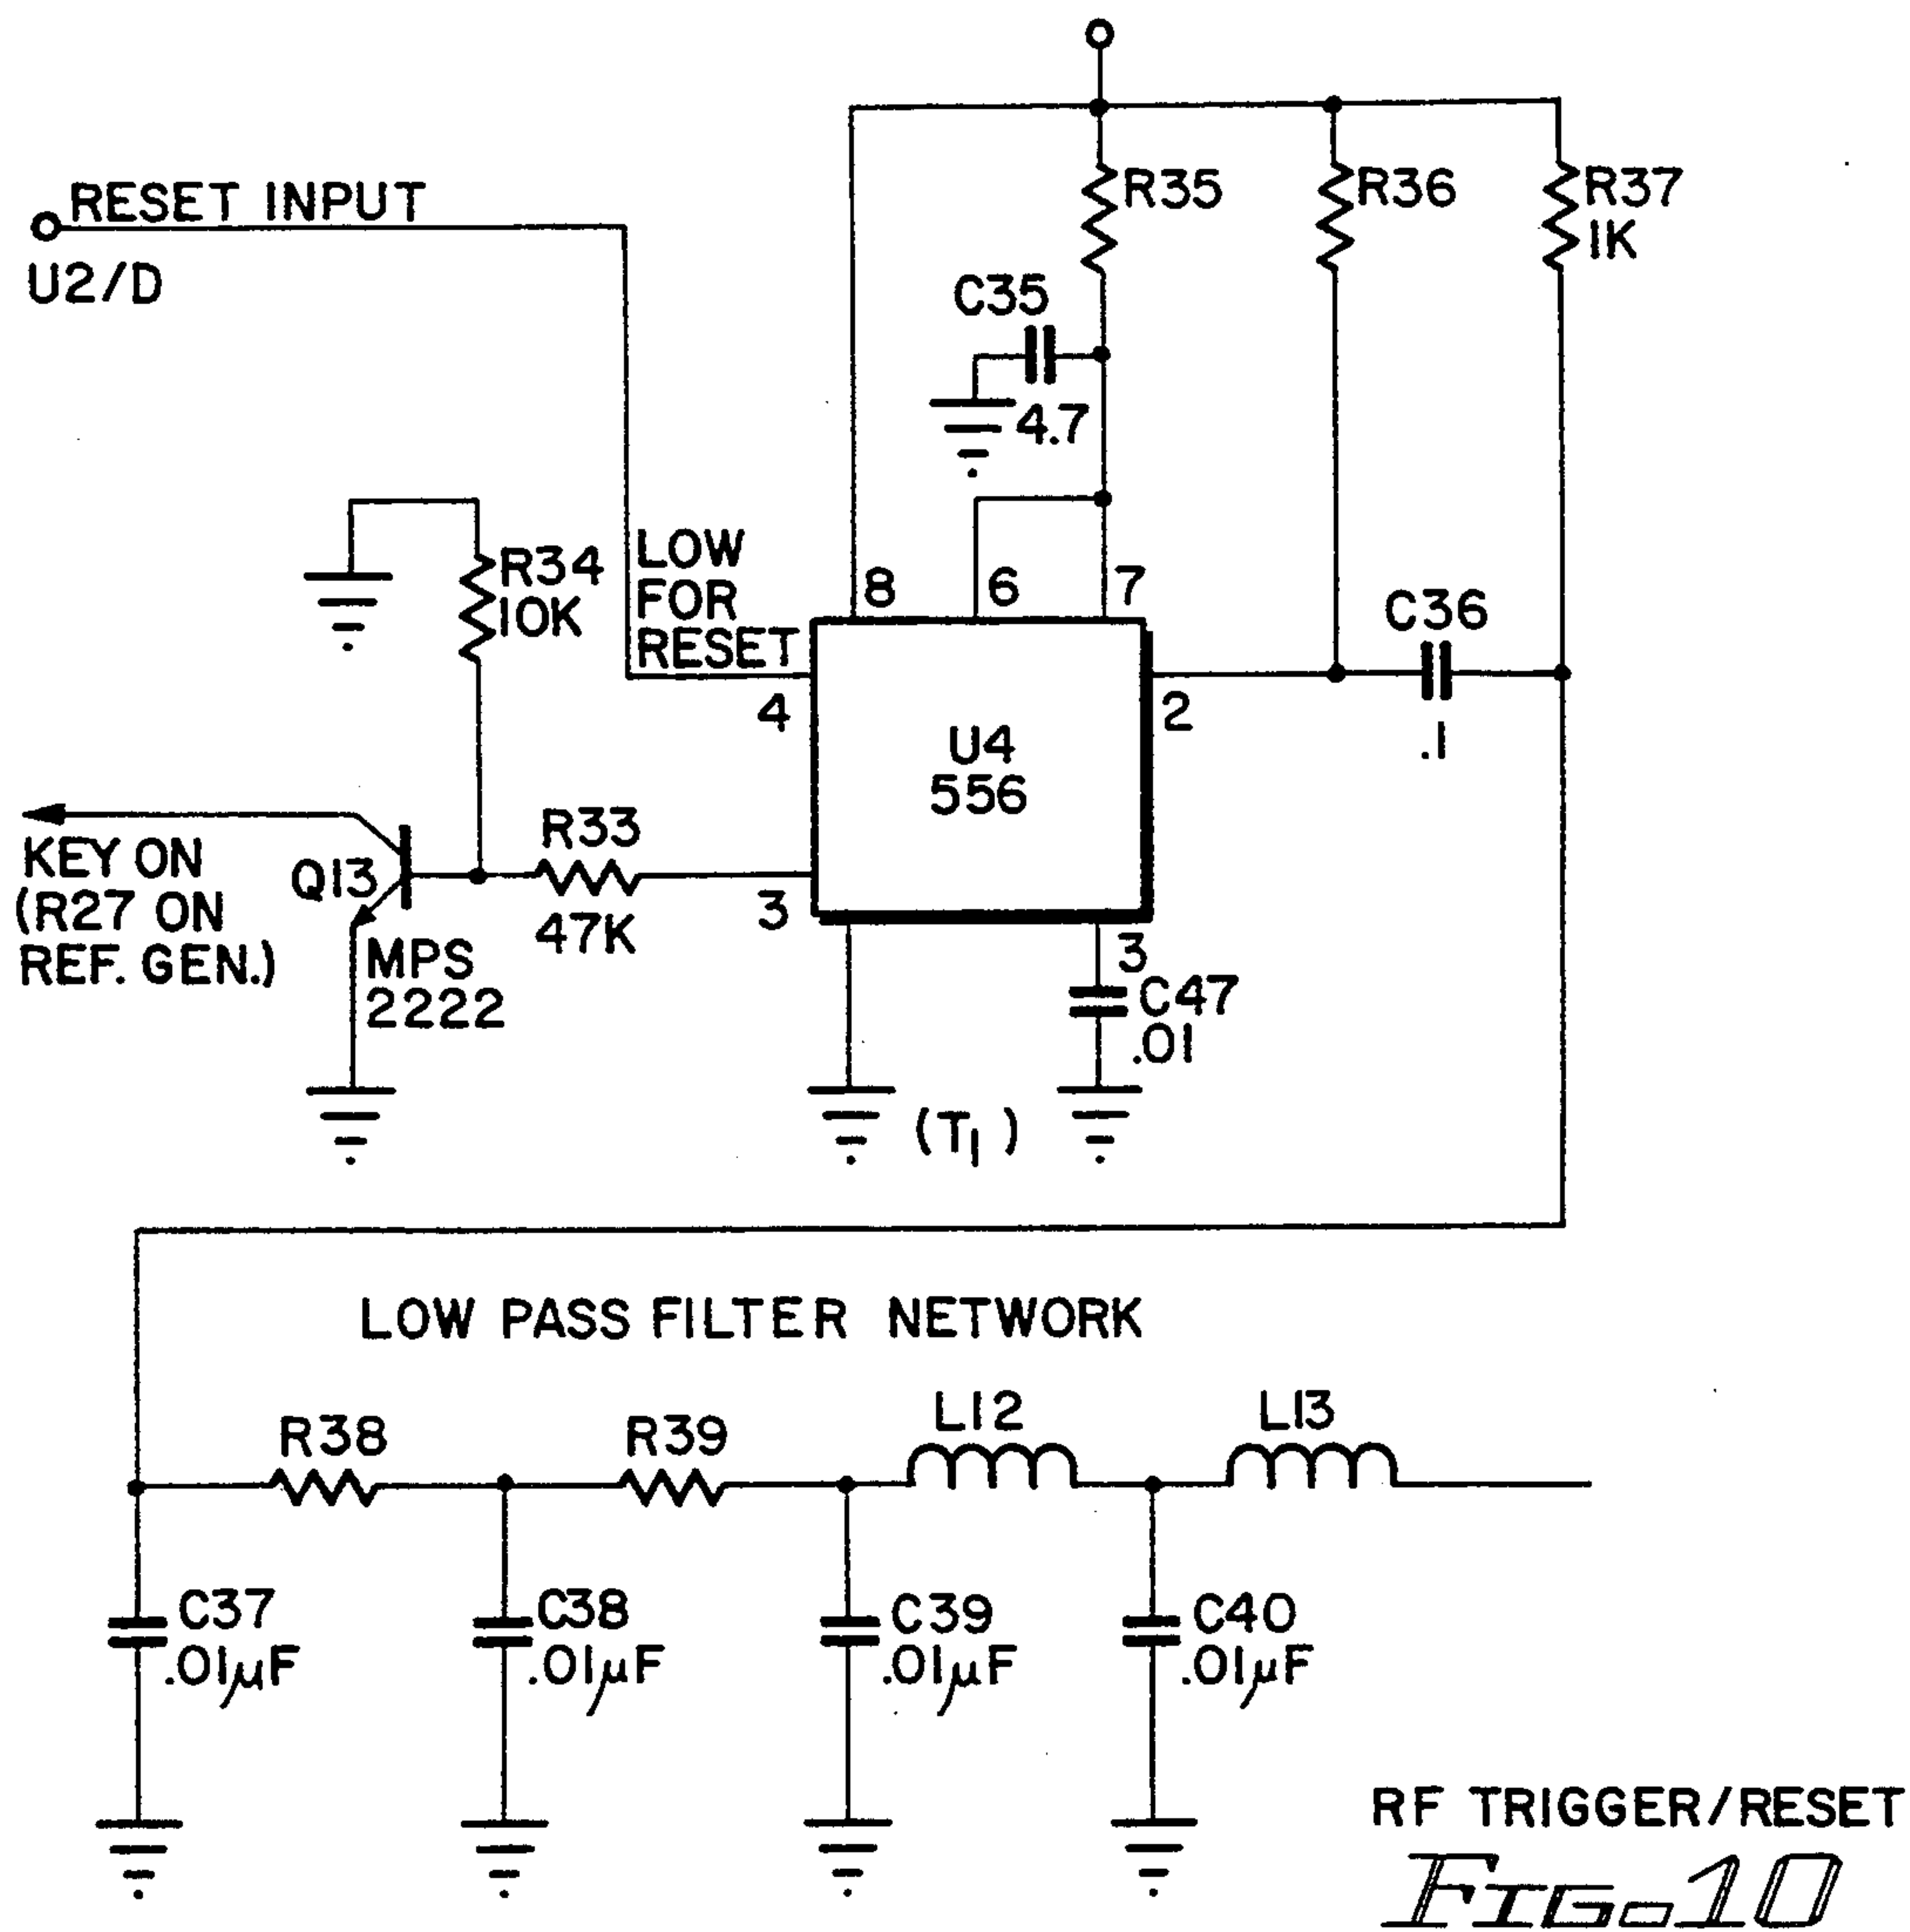 RESET INPUT
U2/D
R35
R36
R37
1K
C35
4.7
R34
10K
LOW
FOR
RESET
8
6
7
C36
.1
4
2
U4
556
KEY ON
(R27 ON
REF. GEN.)
Q13
MPS
2222
R33
47K
3
3
C47
.01
(T1)
LOW PASS FILTER NETWORK
R38
R39
L12
L13
C37
.01µF
C38
.01µF
C39
.01µF
C40
.01µF
RF TRIGGER/RESET
FIG. 10